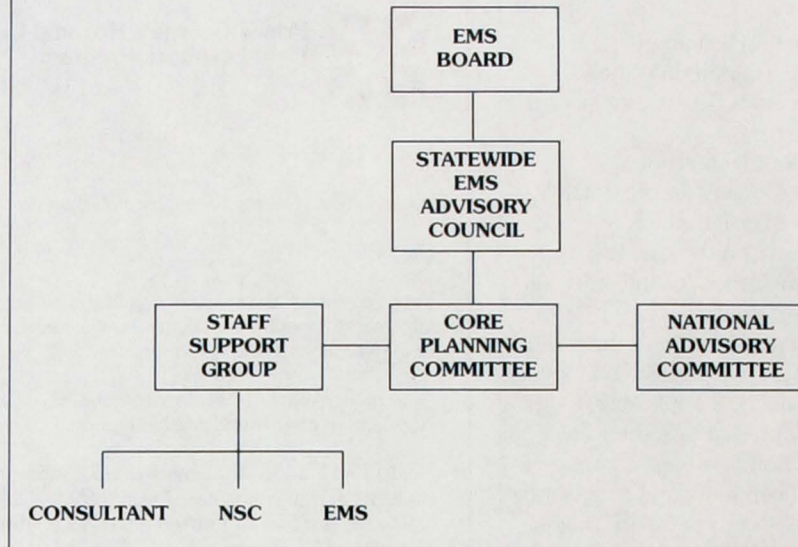 EMS
BOARD
STATEWIDE
EMS
ADVISORY
COUNCIL
STAFF
SUPPORT
GROUP
CORE
PLANNING
COMMITTEE
NATIONAL
ADVISORY
COMMITTEE
CONSULTANT NSC EMS